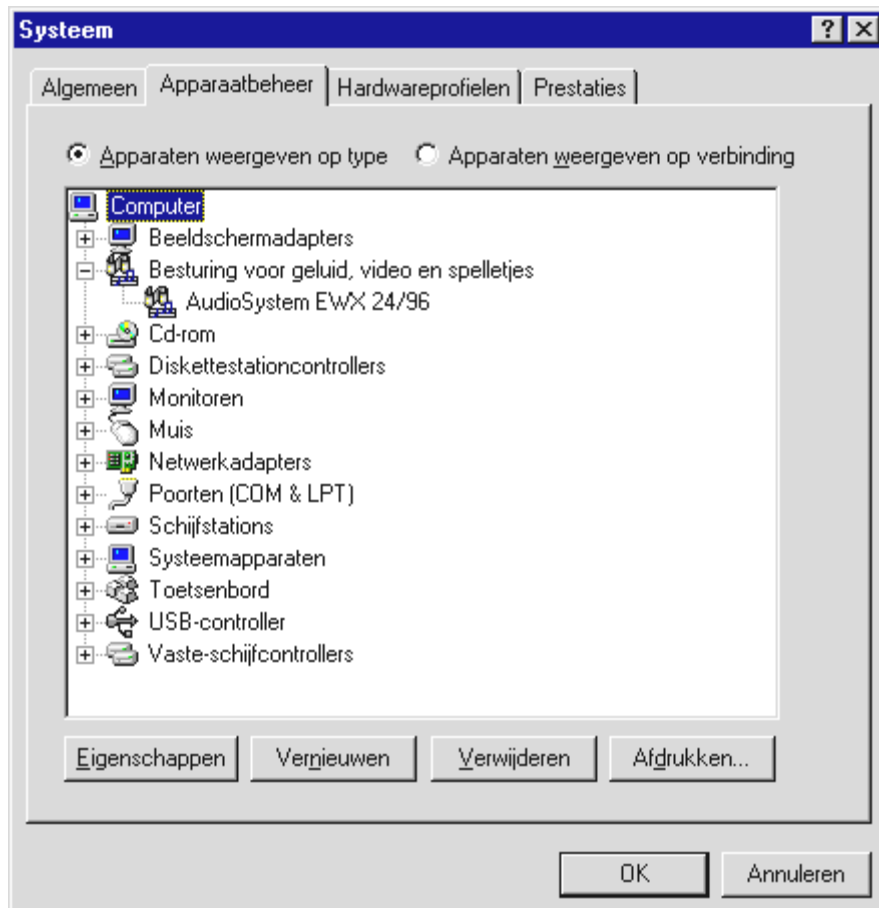 Systeem
Algemeen Apparaatbeheer Hardwareprofielen Prestaties
Apparaten weergeven op type Apparaten weergeven op verbinding
Computer
Beeldschermadapters
Besturing voor geluid, video en spelletjes
AudioSystem EWX 24/96
Cd-rom
Diskettestationcontrollers
Monitoren
Muis
Netwerkadapters
Poorten (COM & LPT)
Schijfstations
Systeemapparaten
Toetsenbord
USB-controller
Vaste-schijfcontrollers
Eigenschappen Vernieuwen Verwijderen Afdrukken...
OK Annuleren